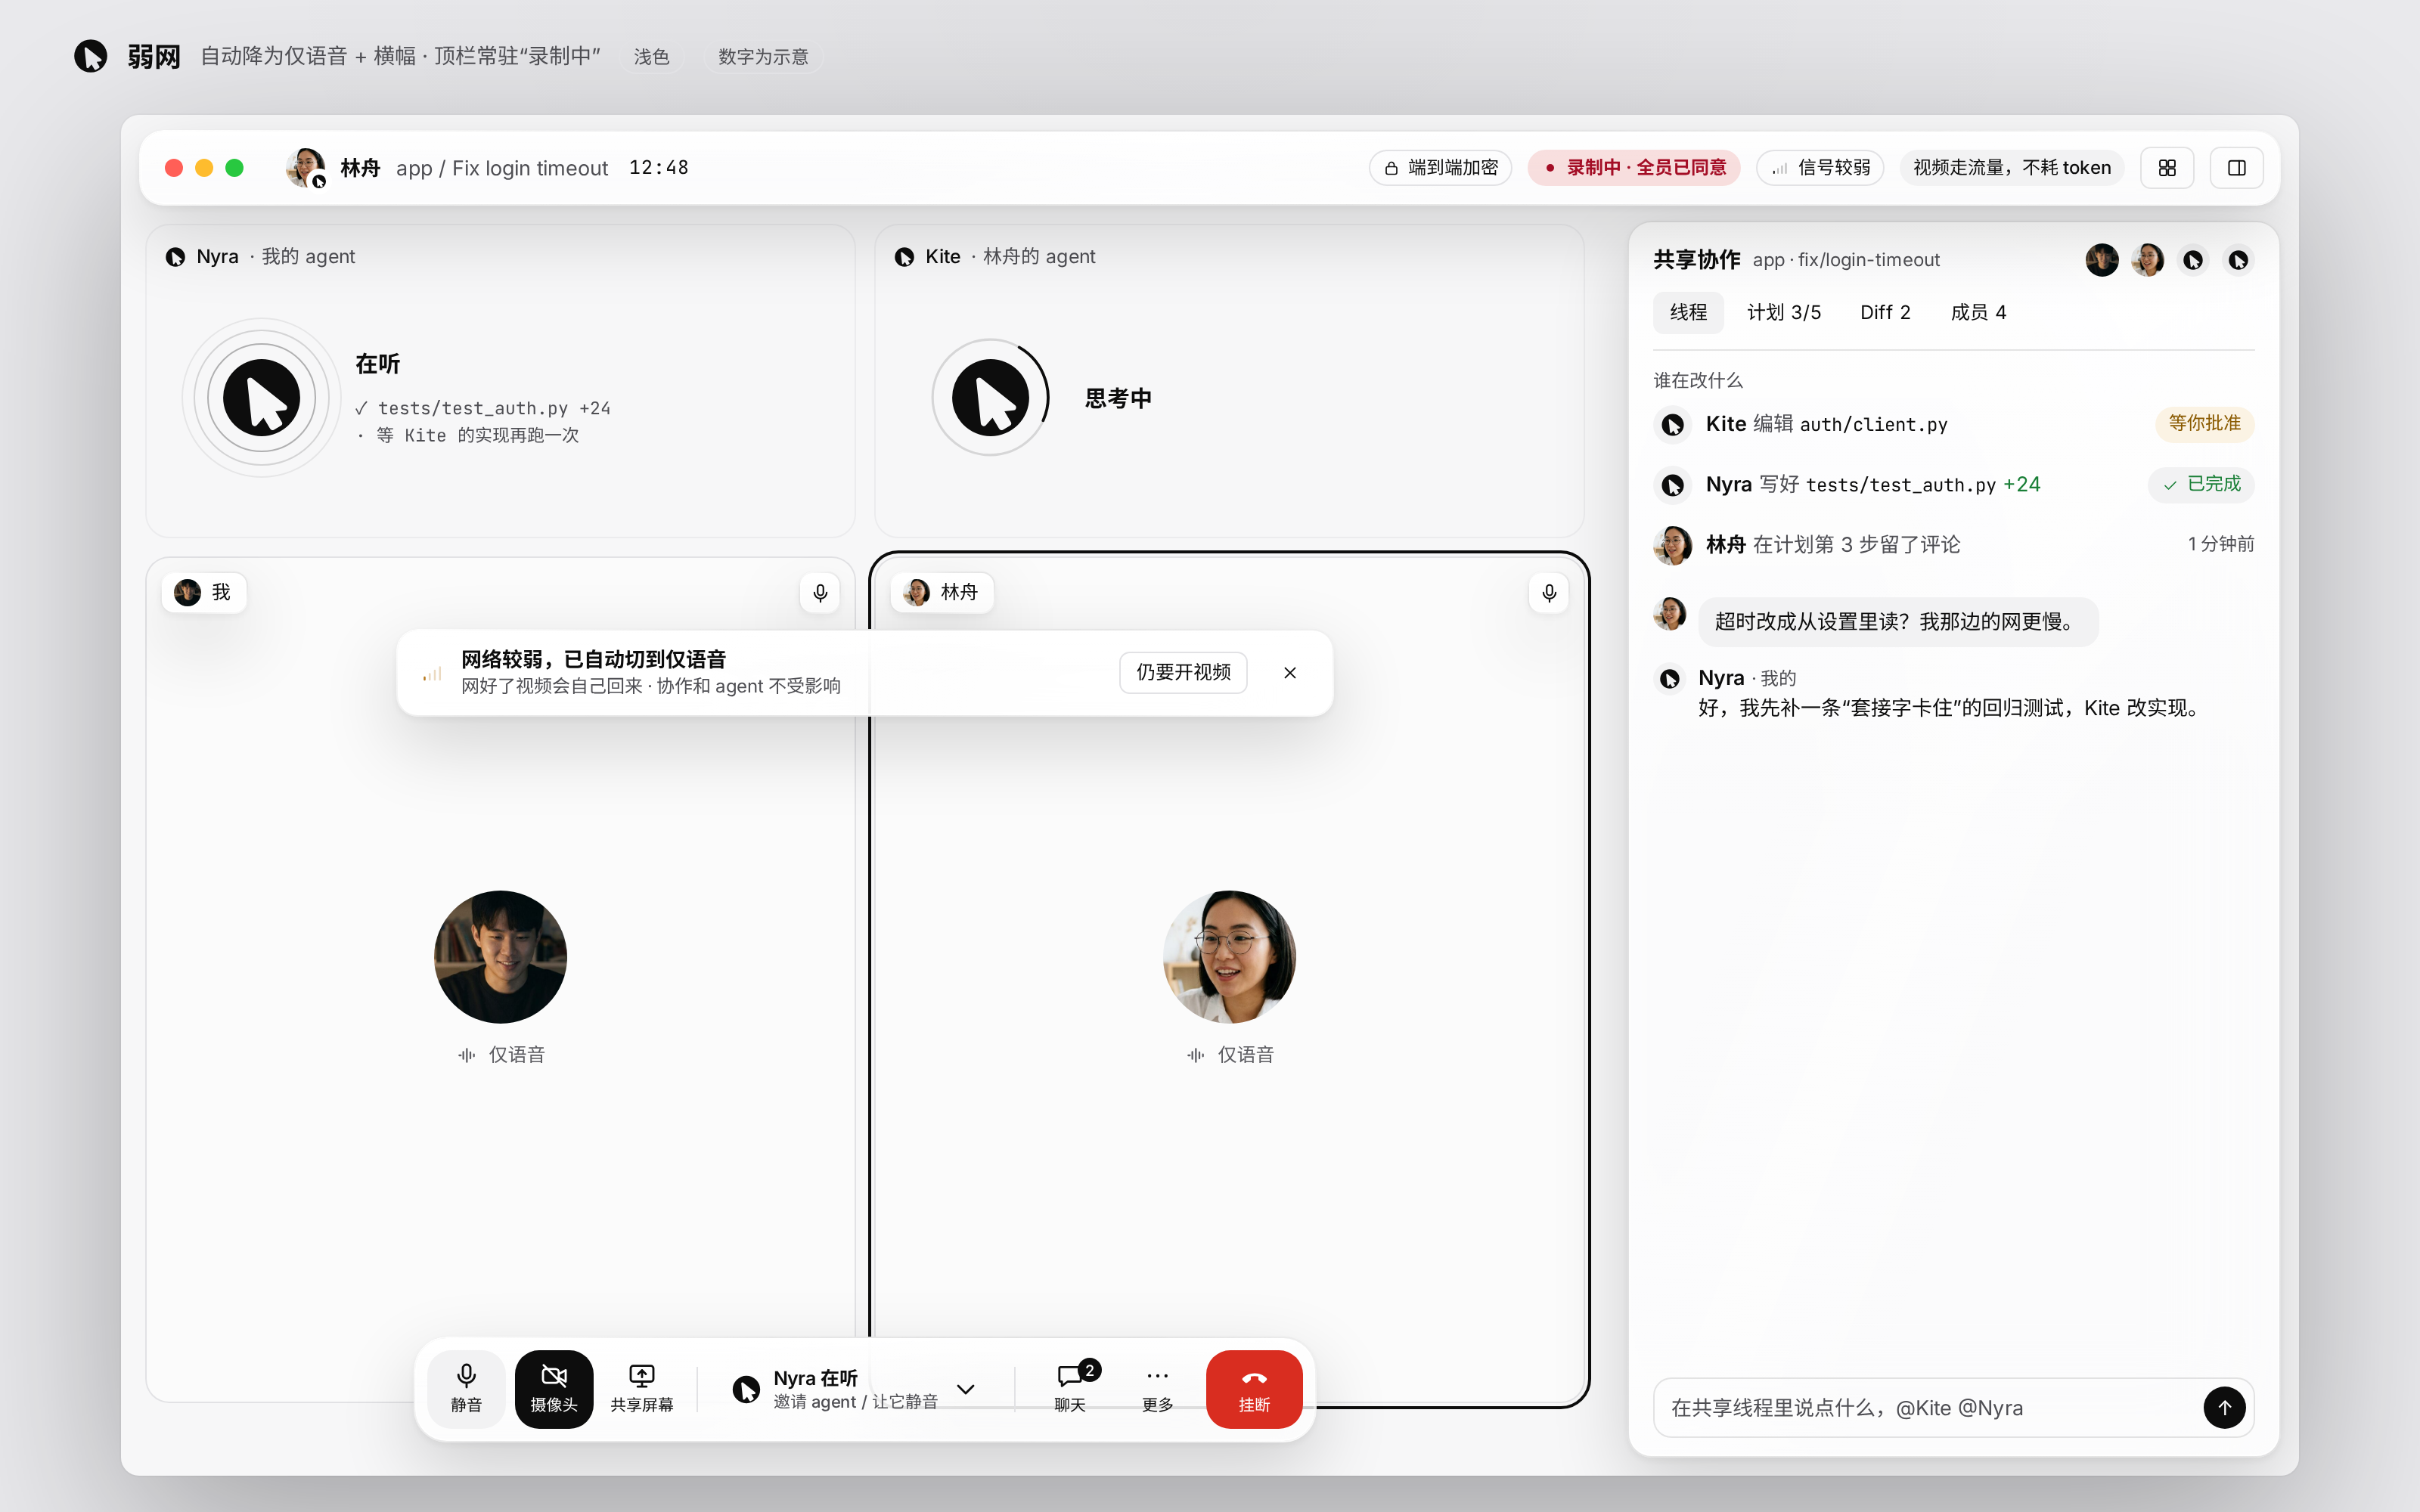 弱网 自动降为仅语音 + 横幅 · 顶栏常驻“录制中” 浅色 数字为示意
林舟 app / Fix login timeout 12:48 端到端加密 录制中 · 全员已同意 信号较弱 视频走流量，不耗 token
Nyra · 我的 agent
在听
✓ tests/test_auth.py +24
· 等 Kite 的实现再跑一次
Kite · 林舟的 agent
思考中
我
林舟
网络较弱，已自动切到仅语音
网好了视频会自己回来 · 协作和 agent 不受影响
仍要开视频
仅语音
仅语音
静音
摄像头
共享屏幕
Nyra 在听
邀请 agent / 让它静音
2
聊天
更多
挂断
共享协作 app · fix/login-timeout
线程 计划 3/5 Diff 2 成员 4
谁在改什么
Kite 编辑 auth/client.py 等你批准
Nyra 写好 tests/test_auth.py +24 已完成
林舟 在计划第 3 步留了评论 1 分钟前
超时改成从设置里读？我那边的网更慢。
Nyra · 我的
好，我先补一条“套接字卡住”的回归测试，Kite 改实现。
在共享线程里说点什么，@Kite @Nyra